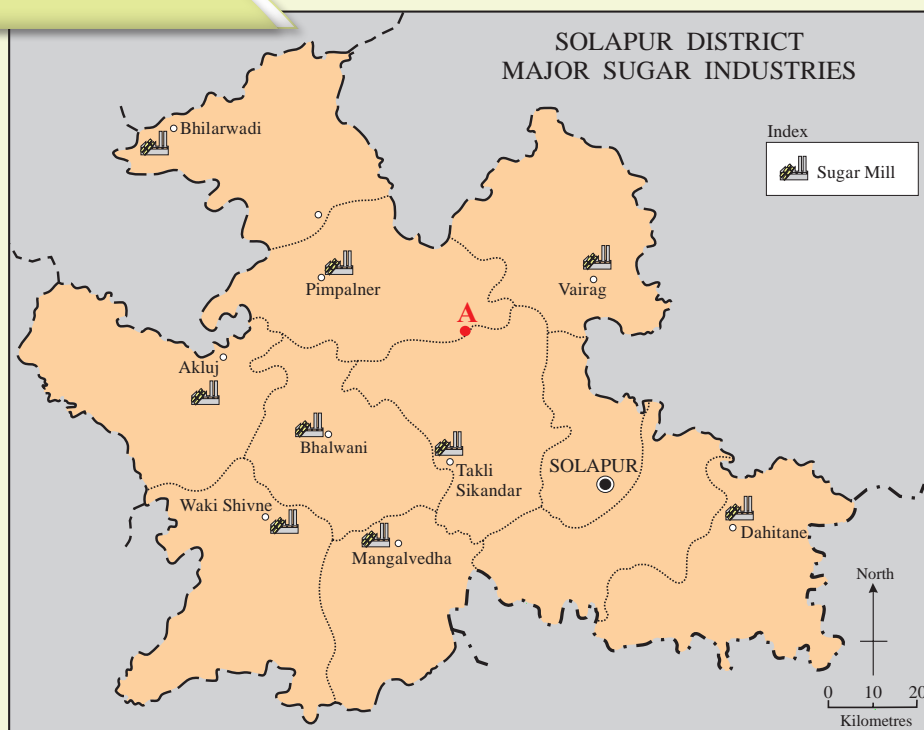 SOLAPUR DISTRICT
MAJOR SUGAR INDUSTRIES
Index
Sugar Mill
Bhilarwadi
Pimpalner
Vairag
A
Akluj
Bhalwani
Takli
Sikandar
SOLAPUR
Waki Shivne
Mangalvedha
Dahitane
North
0 10 20
Kilometres